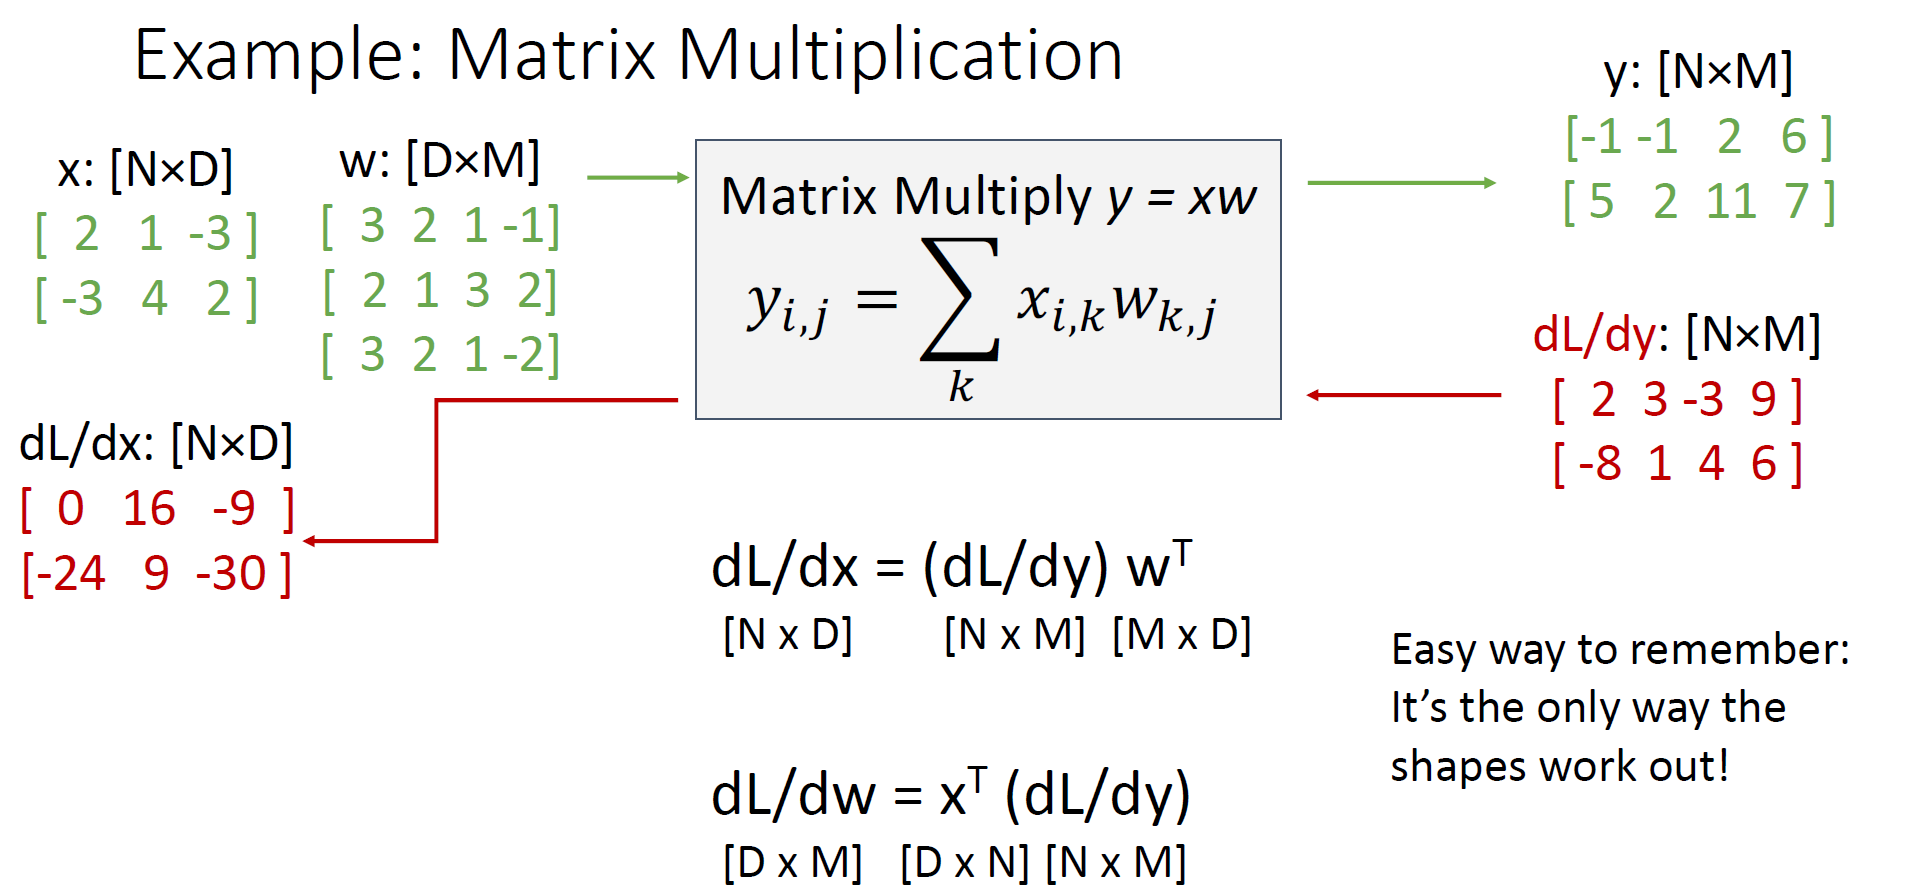 Example: Matrix Multiplication
x: [N×D]
[ 2 1 -3 ]
[ -3 4 2 ]
w: [D×M]
[ 3 2 1 -1]
[ 2 1 3 2]
[ 3 2 1 -2]
Matrix Multiply y = xw
y_{i,j} = ∑_k x_{i,k} w_{k,j}
y: [N×M]
[-1 -1 2 6 ]
[ 5 2 11 7 ]
dL/dy: [N×M]
[ 2 3 -3 9 ]
[ -8 1 4 6 ]
dL/dx: [N×D]
[ 0 16 -9 ]
[-24 9 -30 ]
dL/dx = (dL/dy) wᵀ
[N x D] [N x M] [M x D]
dL/dw = xᵀ (dL/dy)
[D x M] [D x N] [N x M]
Easy way to remember:
It’s the only way the
shapes work out!